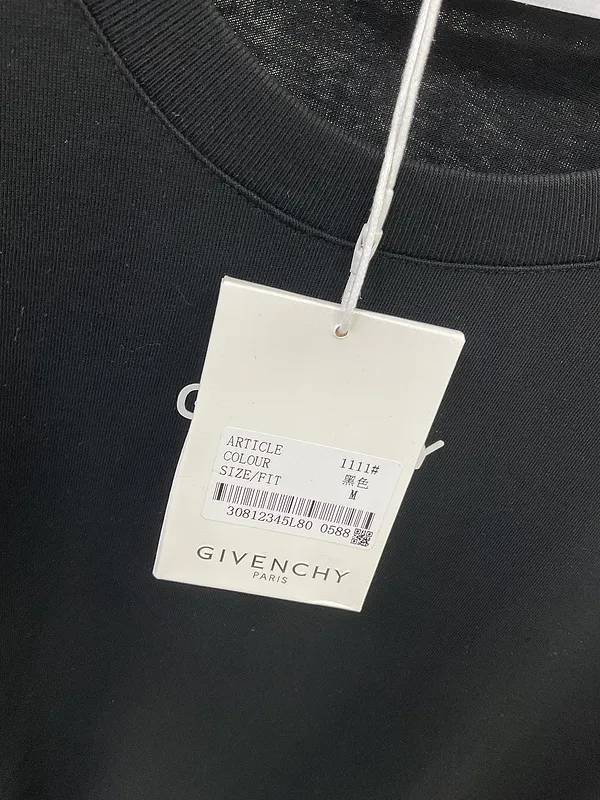 G Y
ARTICLE 1111#
COLOUR 黑色
SIZE/FIT M
30812345L80 0588
GIVENCHY
PARIS